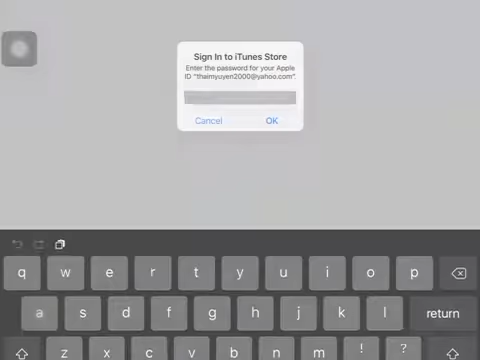 Sign In to iTunes Store
Enter the password for your Apple
ID "thaimyuyen2000@yahoo.com".
Cancel OK
q w e r t y u i o p
a s d f g h j k l return
z x c v b n m ! ?